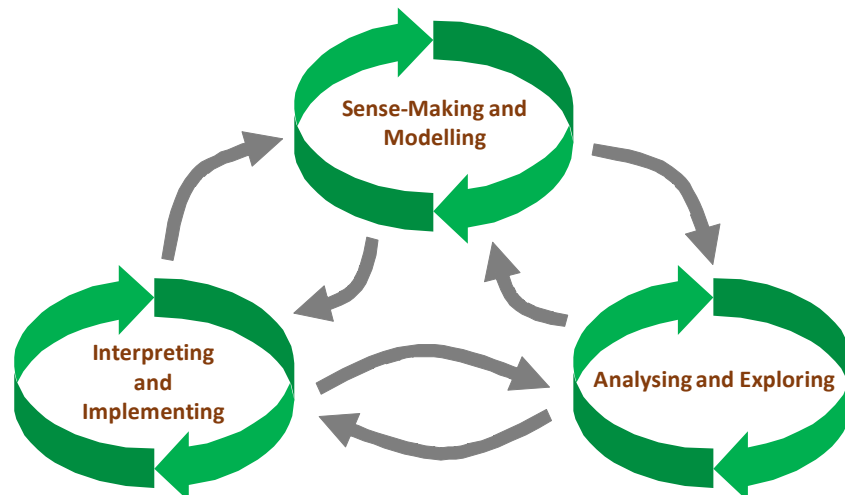 Sense-Making and
Modelling
Interpreting
and
Implementing
Analysing and Exploring